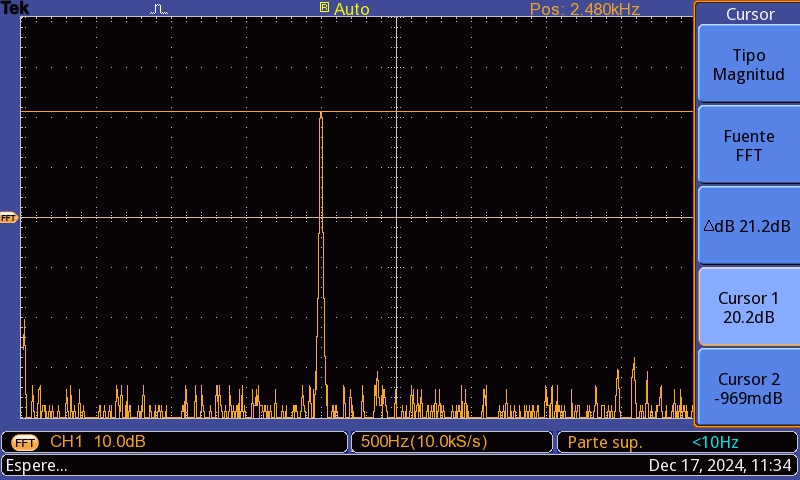 Tek
R Auto
Pos: 2.480kHz
Cursor
Tipo
Magnitud
Fuente
FFT
△dB 21.2dB
Cursor 1
20.2dB
Cursor 2
-969mdB
FFT
FFT CH1 10.0dB
500Hz(10.0kS/s)
Parte sup. <10Hz
Espere...
Dec 17, 2024, 11:34